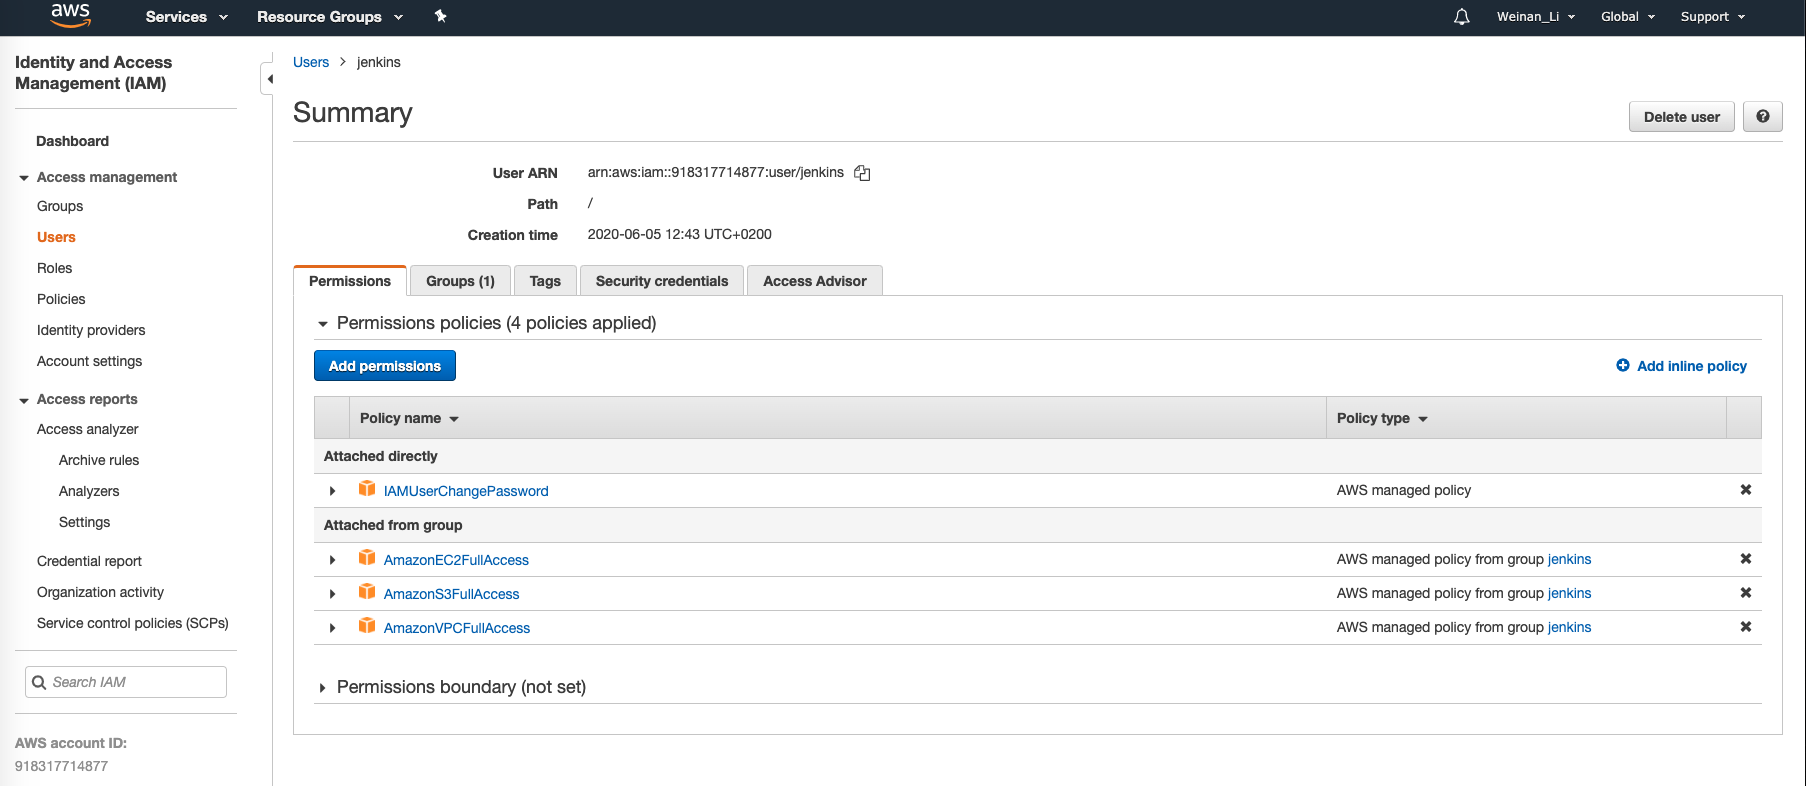 aws Services Resource Groups Weinan_Li Global Support
Identity and Access
Management (IAM)
Dashboard
Access management
Groups
Users
Roles
Policies
Identity providers
Account settings
Access reports
Access analyzer
Archive rules
Analyzers
Settings
Credential report
Organization activity
Service control policies (SCPs)
Search IAM
AWS account ID:
918317714877
Users > jenkins
Summary
Delete user ?
User ARN arn:aws:iam::918317714877:user/jenkins
Path /
Creation time 2020-06-05 12:43 UTC+0200
Permissions Groups (1) Tags Security credentials Access Advisor
Permissions policies (4 policies applied)
Add permissions Add inline policy
Policy name Policy type
Attached directly
IAMUserChangePassword AWS managed policy
Attached from group
AmazonEC2FullAccess AWS managed policy from group jenkins
AmazonS3FullAccess AWS managed policy from group jenkins
AmazonVPCFullAccess AWS managed policy from group jenkins
Permissions boundary (not set)